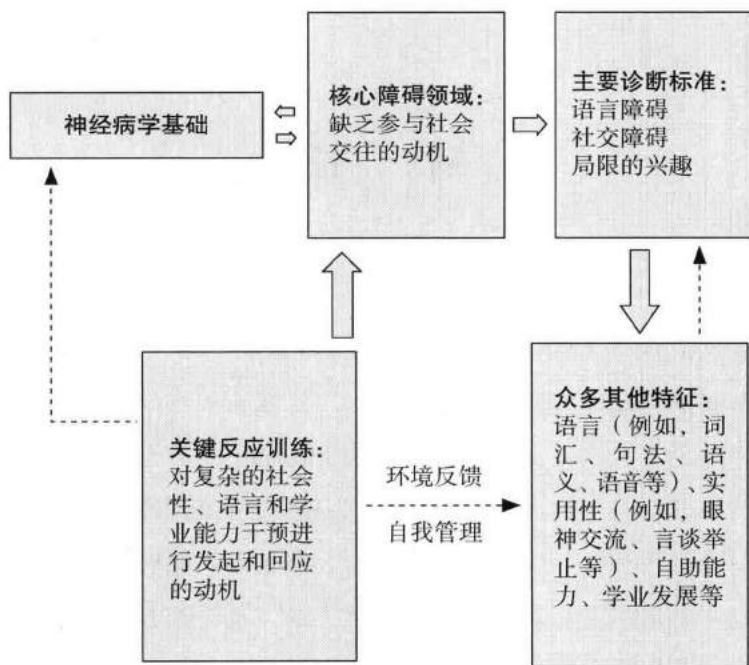 神经病学基础
核心障碍领域：
缺乏参与社会
交往的动机
主要诊断标准：
语言障碍
社交障碍
局限的兴趣
关键反应训练：
对复杂的社会
性、语言和学
业能力干预进
行发起和回应
的动机
环境反馈
自我管理
众多其他特征：
语言（例如，词
汇、句法、语
义、语音等）、实
用性（例如，眼
神交流、言谈举
止等）、自助能
力、学业发展等